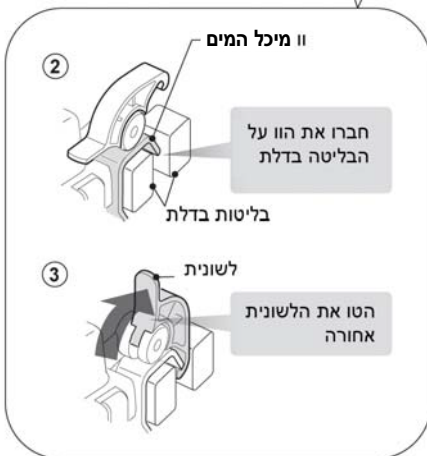 וו מיכל המים
②
חברו את הוו על
הבליטה בדלת
בליטות בדלת
③
לשונית
הטו את הלשונית
אחורה